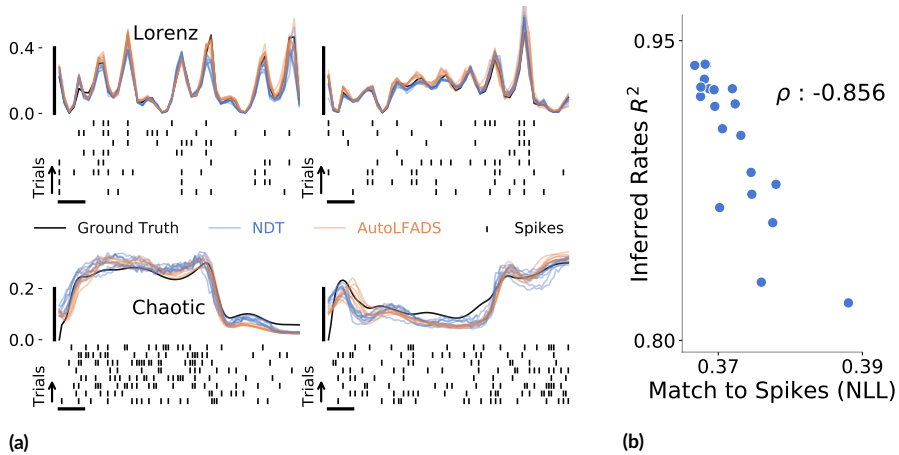 Lorenz
0.4
0.0
Trials
Trials
Ground Truth
NDT
AutoLFADS
Spikes
0.2
0.0
Chaotic
Trials
Trials
(a)
0.95
ρ : -0.856
Inferred Rates R²
0.80
0.37
0.39
Match to Spikes (NLL)
(b)